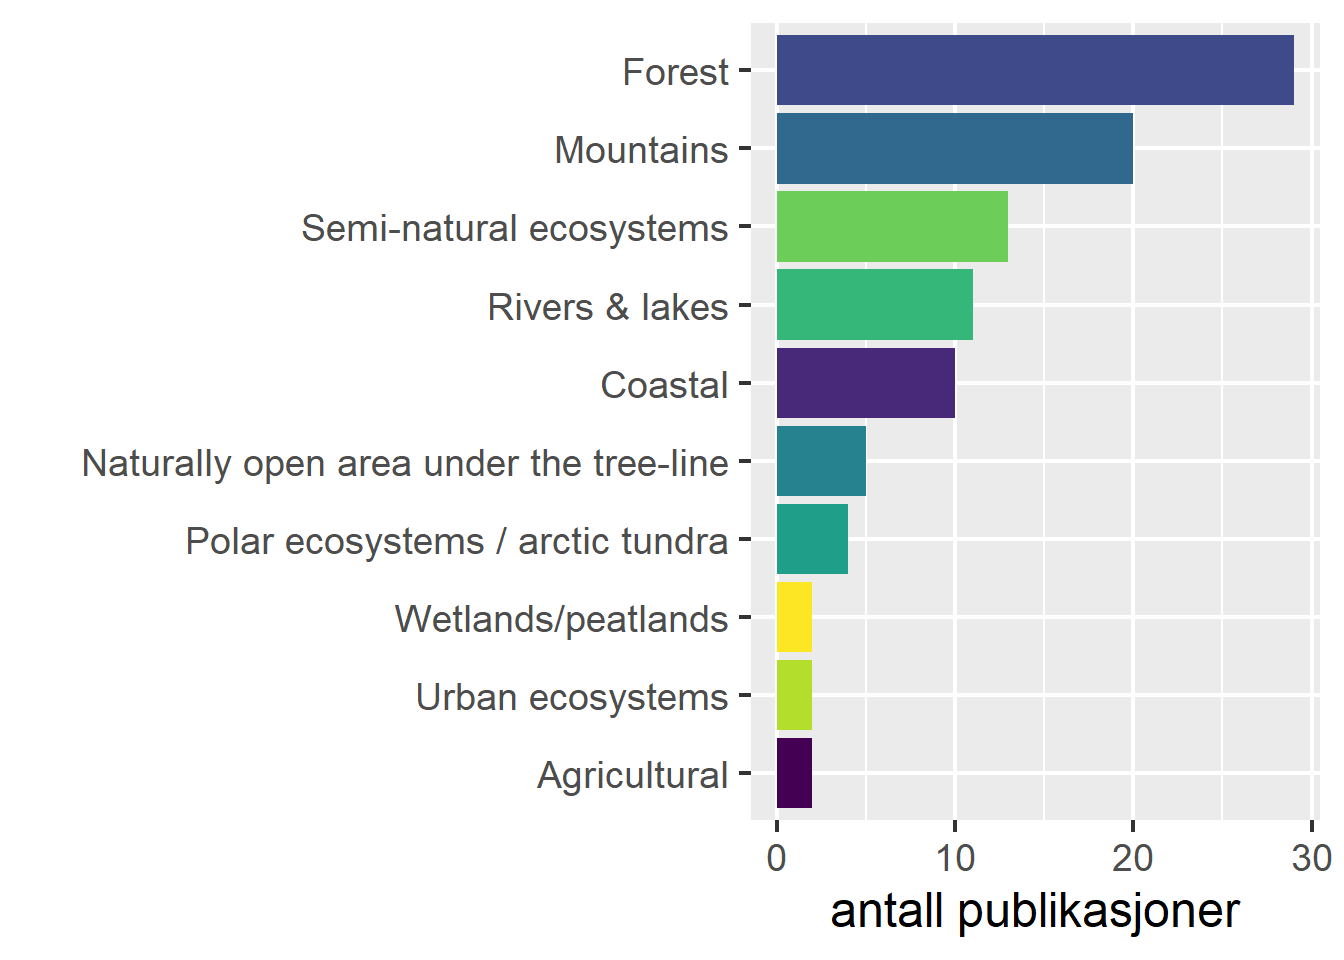 Forest
Mountains
Semi-natural ecosystems
Rivers & lakes
Coastal
Naturally open area under the tree-line
Polar ecosystems / arctic tundra
Wetlands/peatlands
Urban ecosystems
Agricultural
0 10 20 30
antall publikasjoner